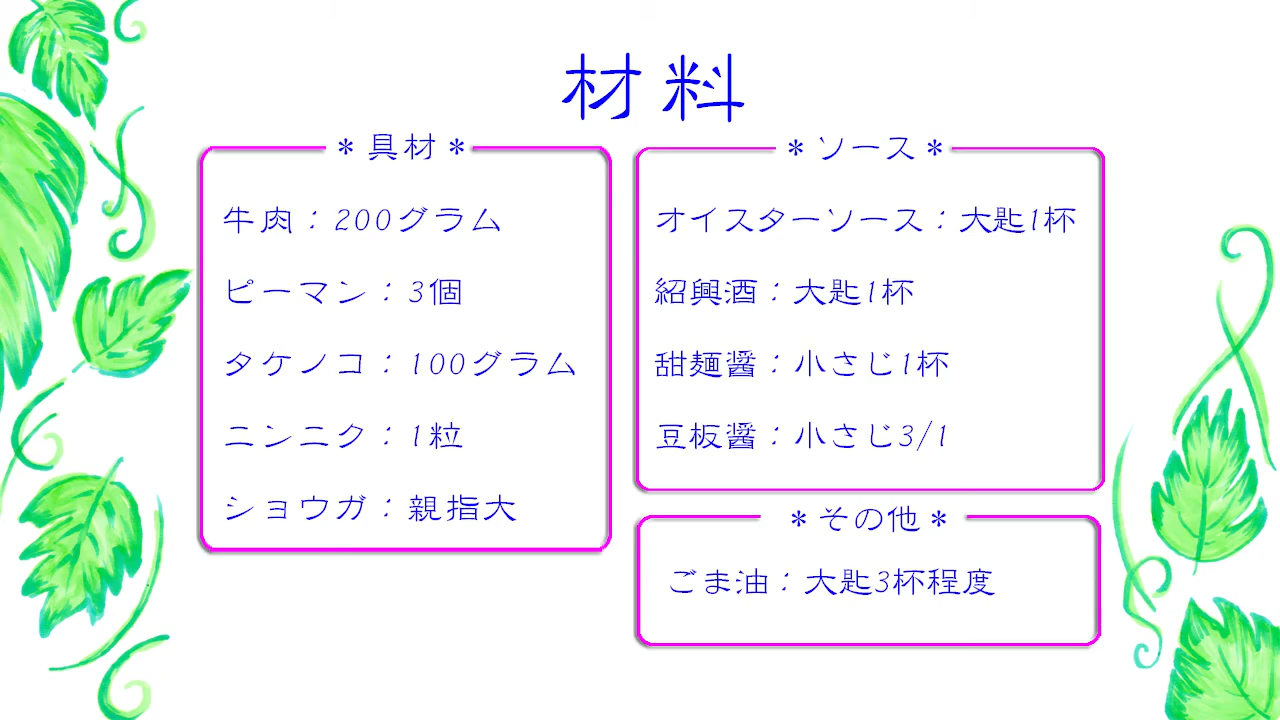 材料
＊具材＊
牛肉：200グラム
ピーマン：3個
タケノコ：100グラム
ニンニク：1粒
ショウガ：親指大
＊ソース＊
オイスターソース：大匙1杯
紹興酒：大匙1杯
甜麺醤：小さじ1杯
豆板醤：小さじ3/1
＊その他＊
ごま油：大匙3杯程度